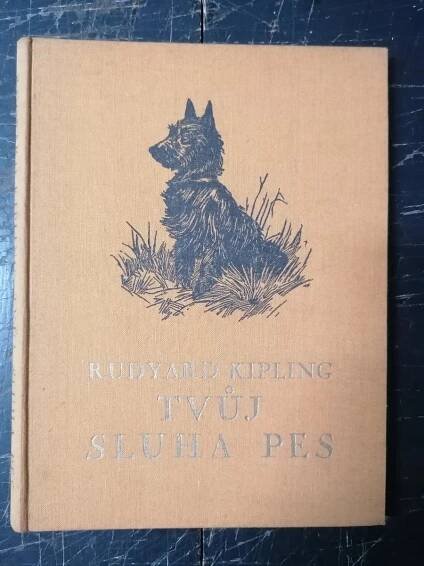 RUDYARD KIPLING
TVŮJ
SLUHA PES